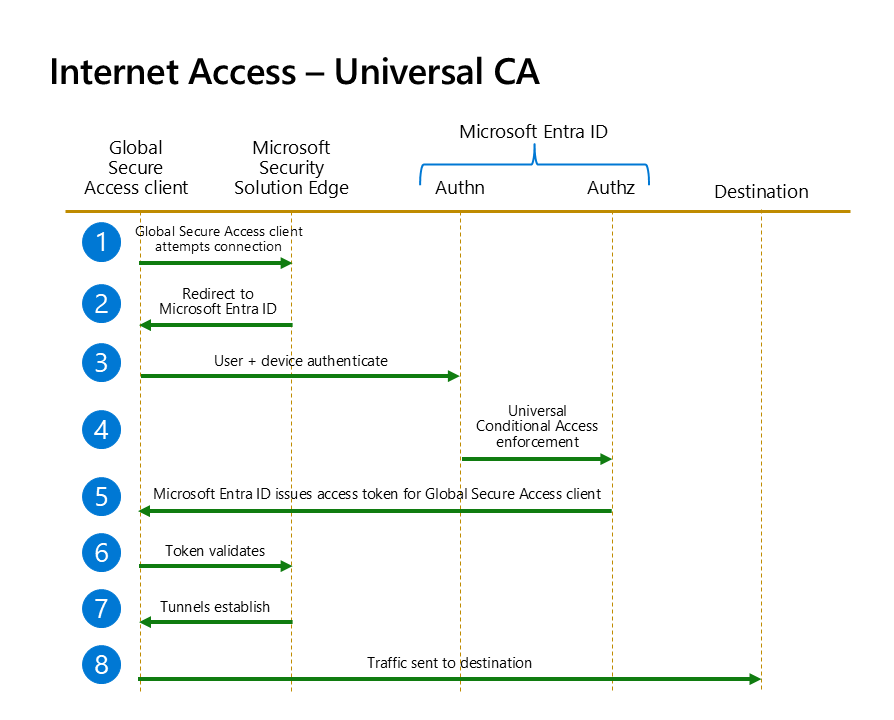 Internet Access – Universal CA
Microsoft Entra ID
Global
Secure
Access client
Microsoft
Security
Solution Edge
Authn
Authz
Destination
1
Global Secure Access client
attempts connection
2
Redirect to
Microsoft Entra ID
3
User + device authenticate
4
Universal
Conditional Access
enforcement
5
Microsoft Entra ID issues access token for Global Secure Access client
6
Token validates
7
Tunnels establish
8
Traffic sent to destination